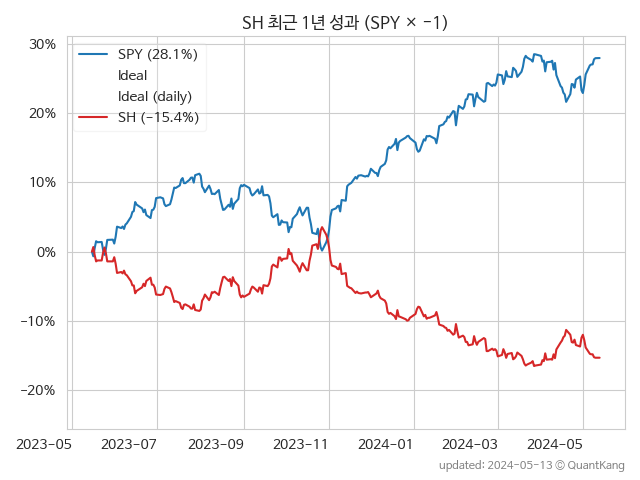 SH 최근 1년 성과 (SPY × −1)
30%
20%
10%
0%
−10%
−20%
SPY (28.1%)
Ideal
Ideal (daily)
SH (−15.4%)
2023-05 2023-07 2023-09 2023-11 2024-01 2024-03 2024-05
updated: 2024-05-13 © QuantKang